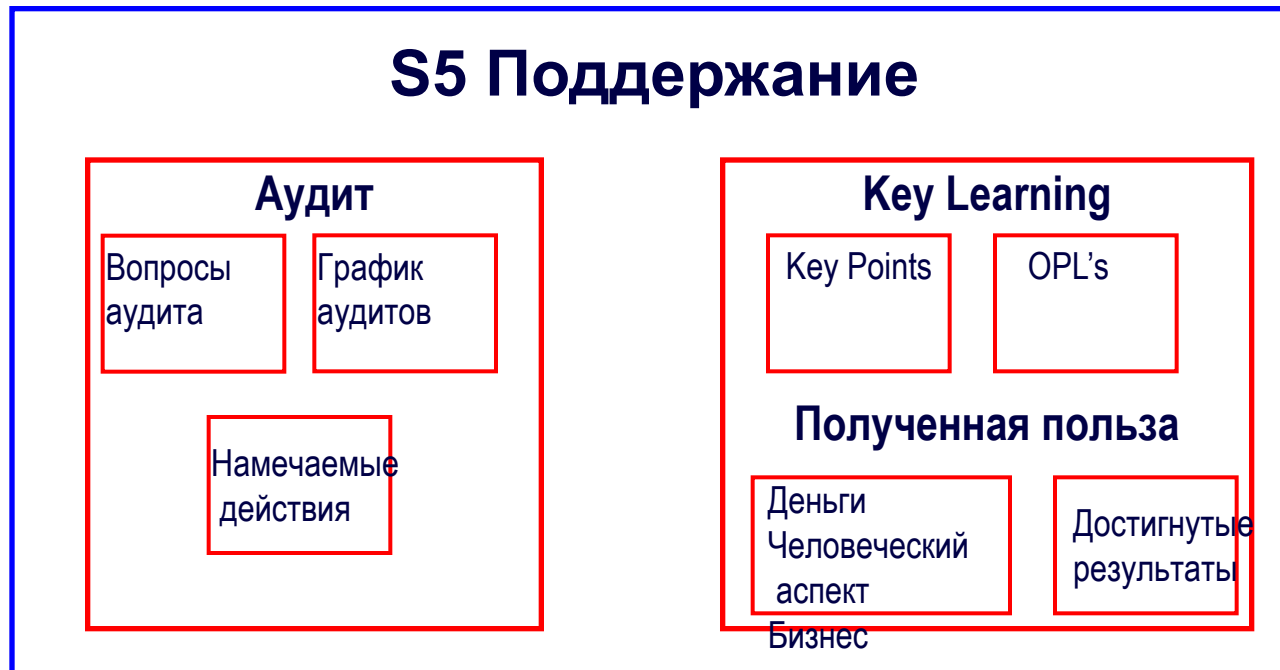 S5 Поддержание
Аудит
Вопросы
аудита
График
аудитов
Намечаемые
действия
Key Learning
Key Points
OPL’s
Полученная польза
Деньги
Человеческий
аспект
Бизнес
Достигнутые
результаты